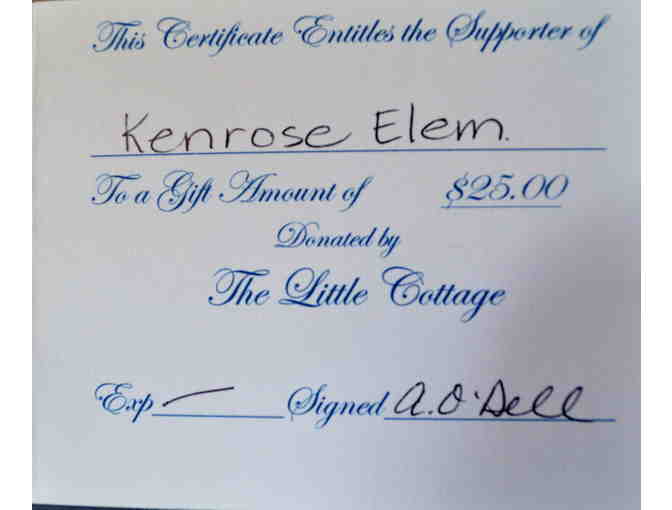 This Certificate Entitles the Supporter of
Kenrose Elem.
To a Gift Amount of $25.00
Donated by
The Little Cottage
Exp — Signed A. O'Dell